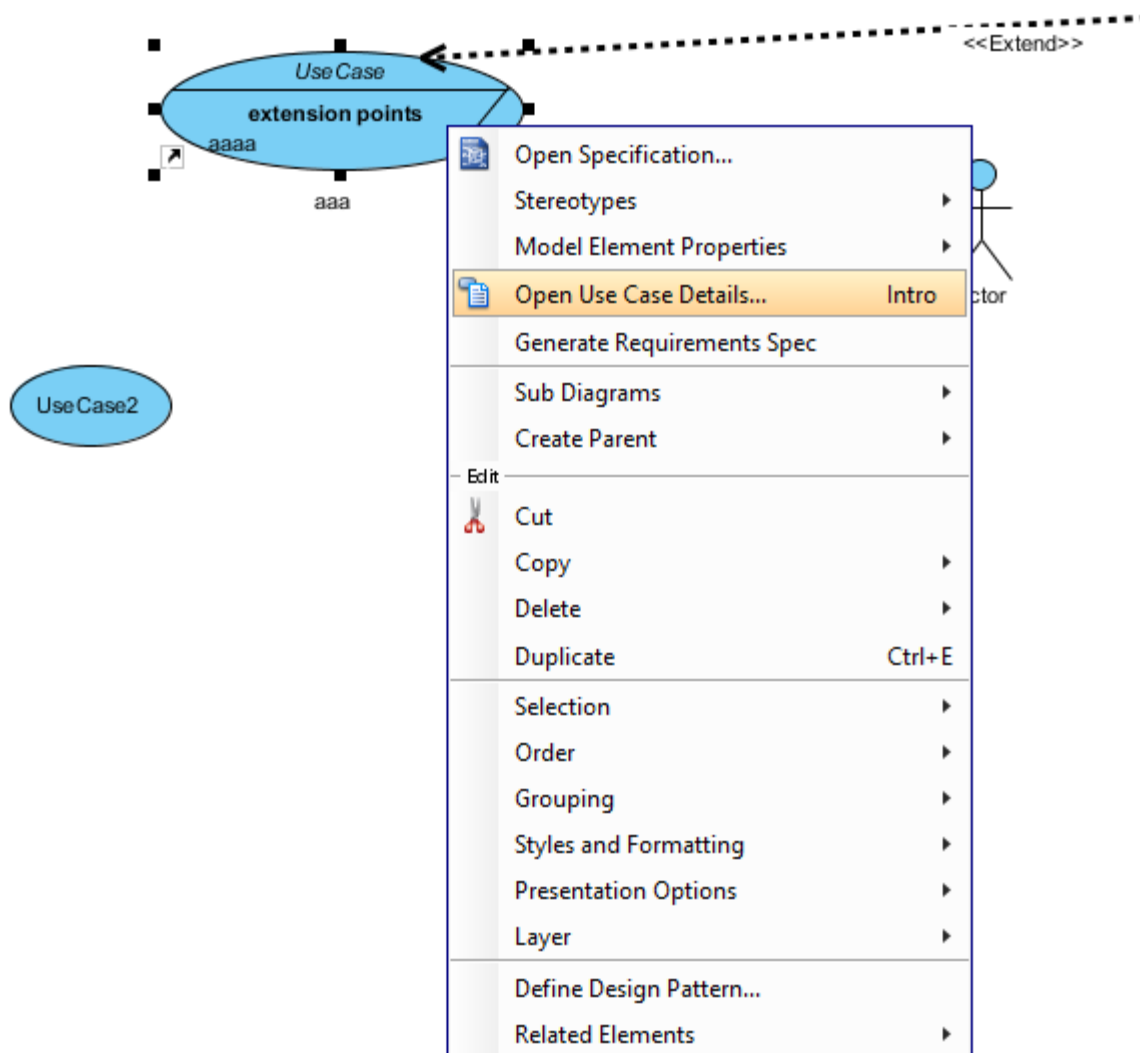 <<Extend>>
UseCase
extension points
aaaa
aaa
Open Specification...
Stereotypes
Model Element Properties
Open Use Case Details... Intro
ctor
Generate Requirements Spec
Sub Diagrams
UseCase2
Create Parent
Edit
Cut
Copy
Delete
Duplicate Ctrl+E
Selection
Order
Grouping
Styles and Formatting
Presentation Options
Layer
Define Design Pattern...
Related Elements